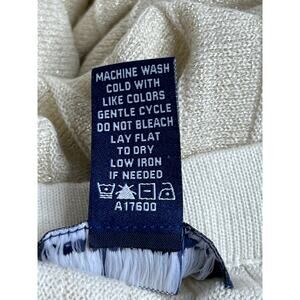 MACHINE WASH
COLD WITH
LIKE COLORS
GENTLE CYCLE
DO NOT BLEACH
LAY FLAT
TO DRY
LOW IRON
IF NEEDED
A17600